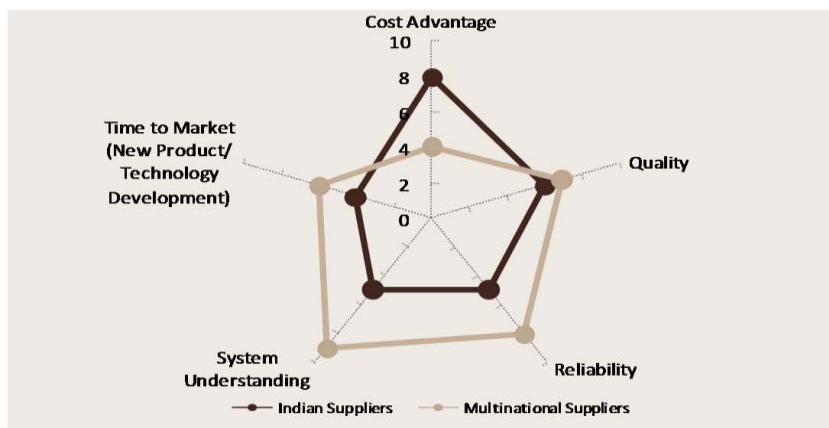 Cost Advantage
10
8
6
4
2
0
Time to Market
(New Product/
Technology
Development)
Quality
System
Understanding
Reliability
Indian Suppliers
Multinational Suppliers